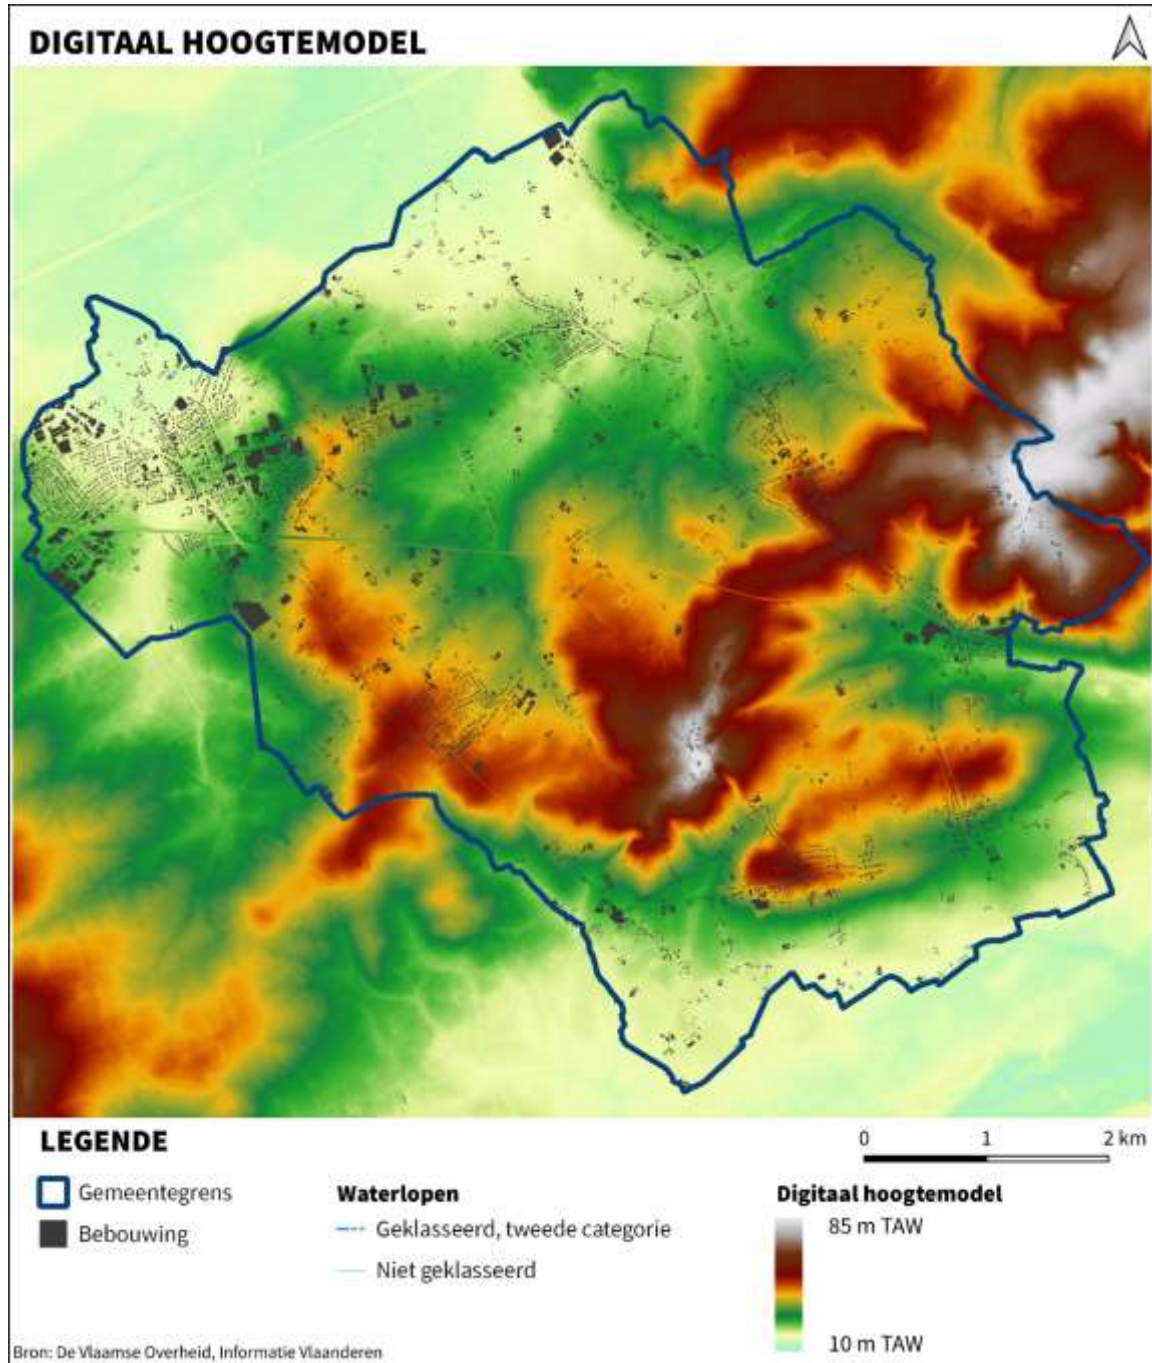 DIGITAAL HOOGTEMODEL
LEGENDE
0 1 2 km
Gemeentegrens
Waterlopen
Digitaal hoogtemodel
Bebouwing
Geklasseerd, tweede categorie
85 m TAW
Niet geklasseerd
10 m TAW
Bron: De Vlaamse Overheid, Informatie Vlaanderen